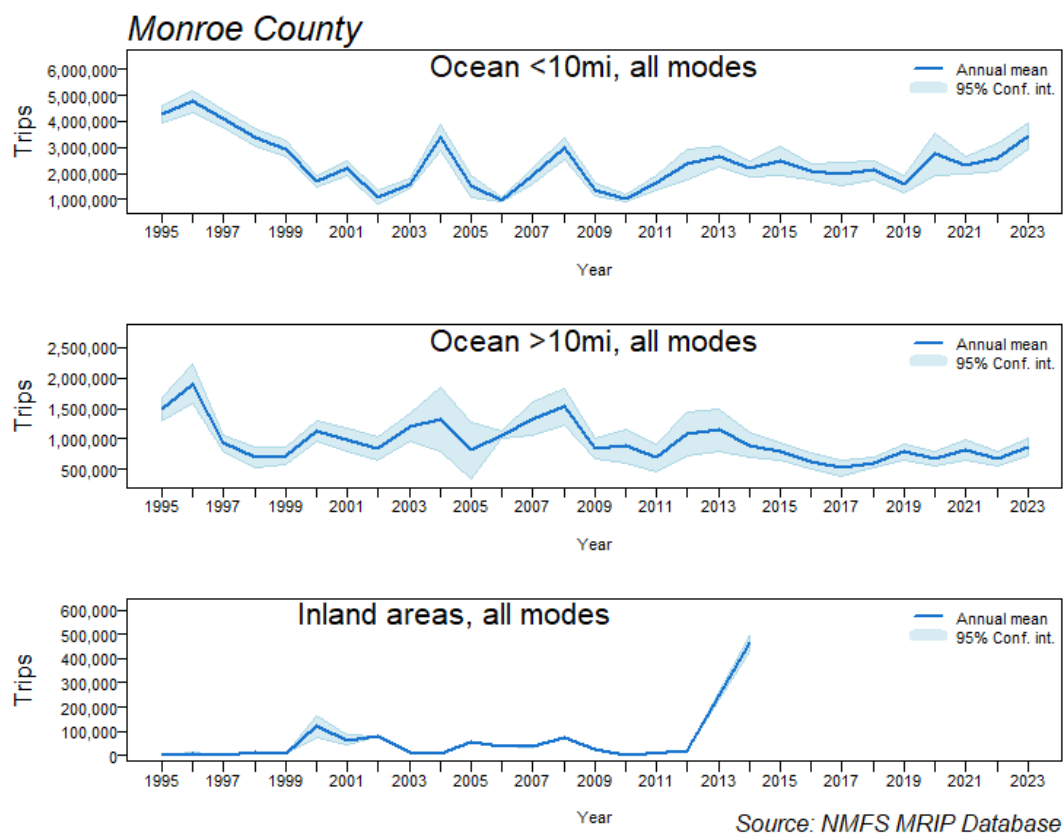 Monroe County
Ocean <10mi, all modes
Annual mean
95% Conf. int.
Trips
6,000,000
5,000,000
4,000,000
3,000,000
2,000,000
1,000,000
1995 1997 1999 2001 2003 2005 2007 2009 2011 2013 2015 2017 2019 2021 2023
Year
Ocean >10mi, all modes
Annual mean
95% Conf. int.
Trips
2,500,000
2,000,000
1,500,000
1,000,000
500,000
1995 1997 1999 2001 2003 2005 2007 2009 2011 2013 2015 2017 2019 2021 2023
Year
Inland areas, all modes
Annual mean
95% Conf. int.
Trips
600,000
500,000
400,000
300,000
200,000
100,000
0
1995 1997 1999 2001 2003 2005 2007 2009 2011 2013 2015 2017 2019 2021 2023
Year
Source: NMFS MRIP Database